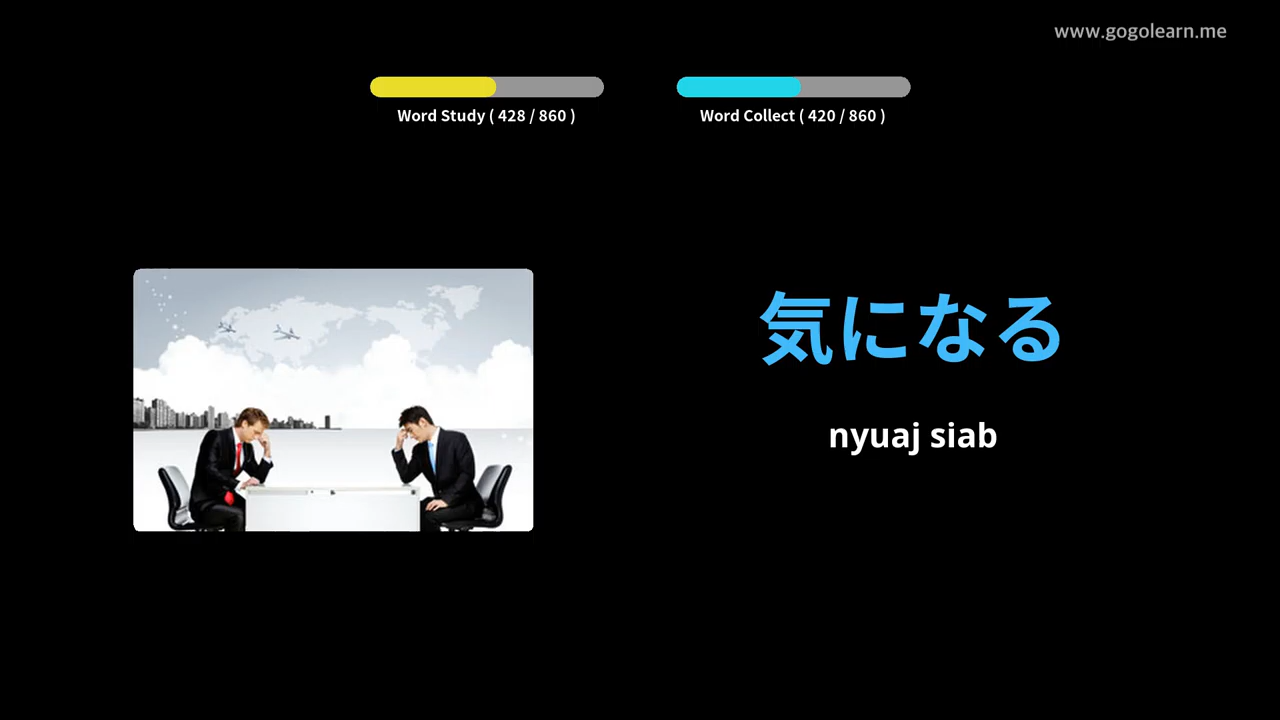 www.gogolearn.me
Word Study ( 428 / 860 )
Word Collect ( 420 / 860 )
気になる
nyuaj siab